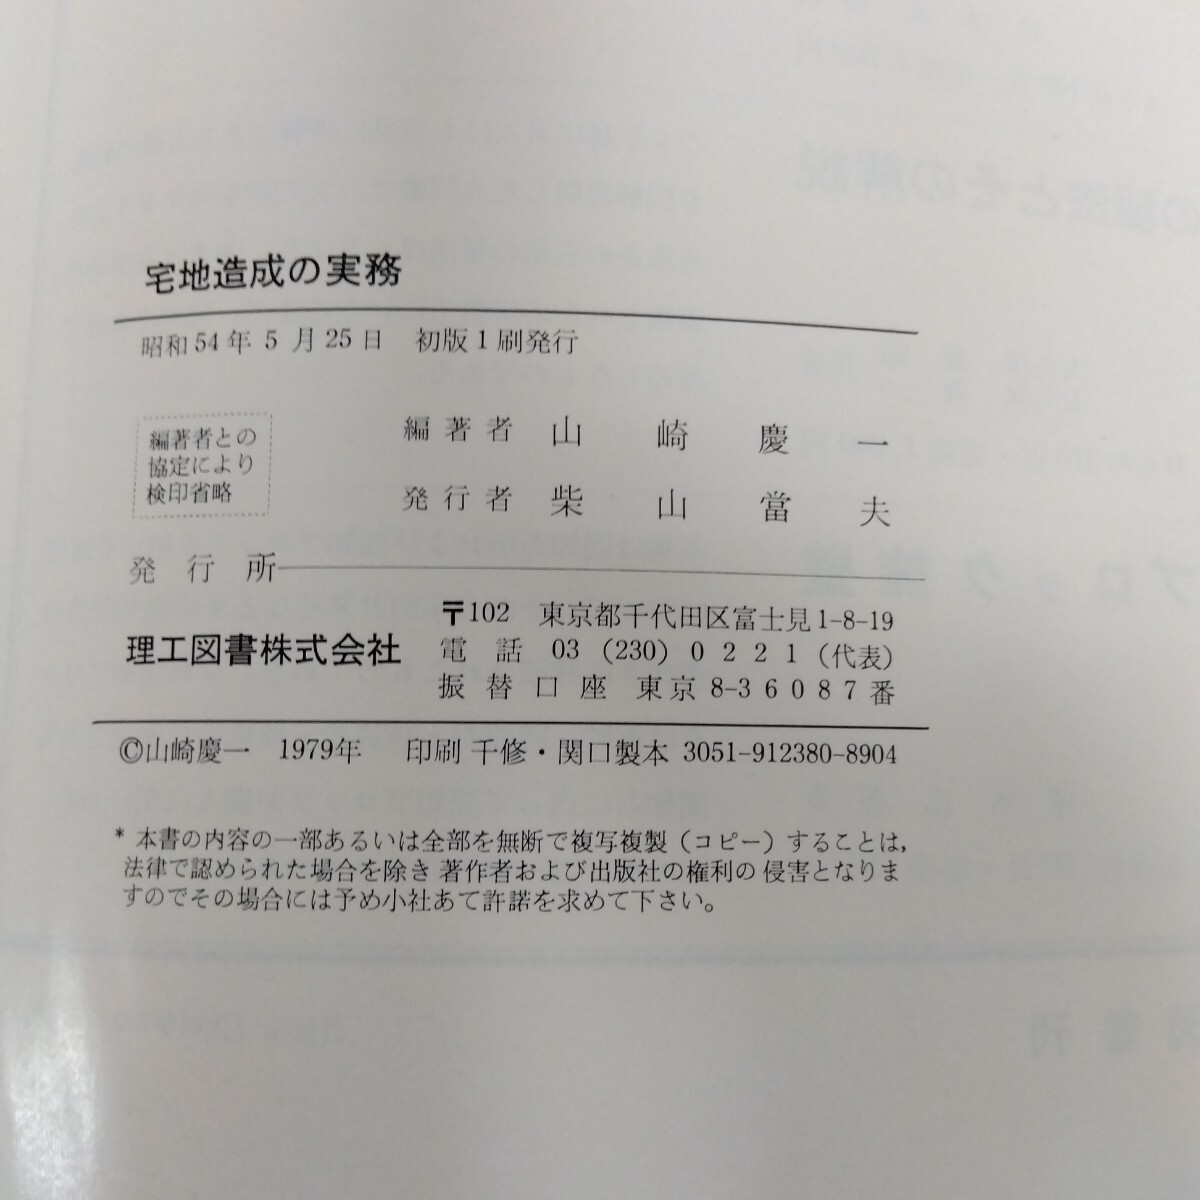 宅地造成の実務
昭和54年5月25日 初版1刷発行
編著者との
協定により
検印省略
編著者 山崎慶一
発行者 柴山當夫
発行所
理工図書株式会社
〒102 東京都千代田区富士見1-8-19
電話 03 (230) 0221 (代表)
振替口座 東京8-36087番
©山崎慶一 1979年 印刷 千修・関口製本 3051-912380-8904
* 本書の内容の一部あるいは全部を無断で複写複製（コピー）することは,
法律で認められた場合を除き 著作者および出版社の権利の 侵害となりま
すのでその場合には予め小社あて許諾を求めて下さい。